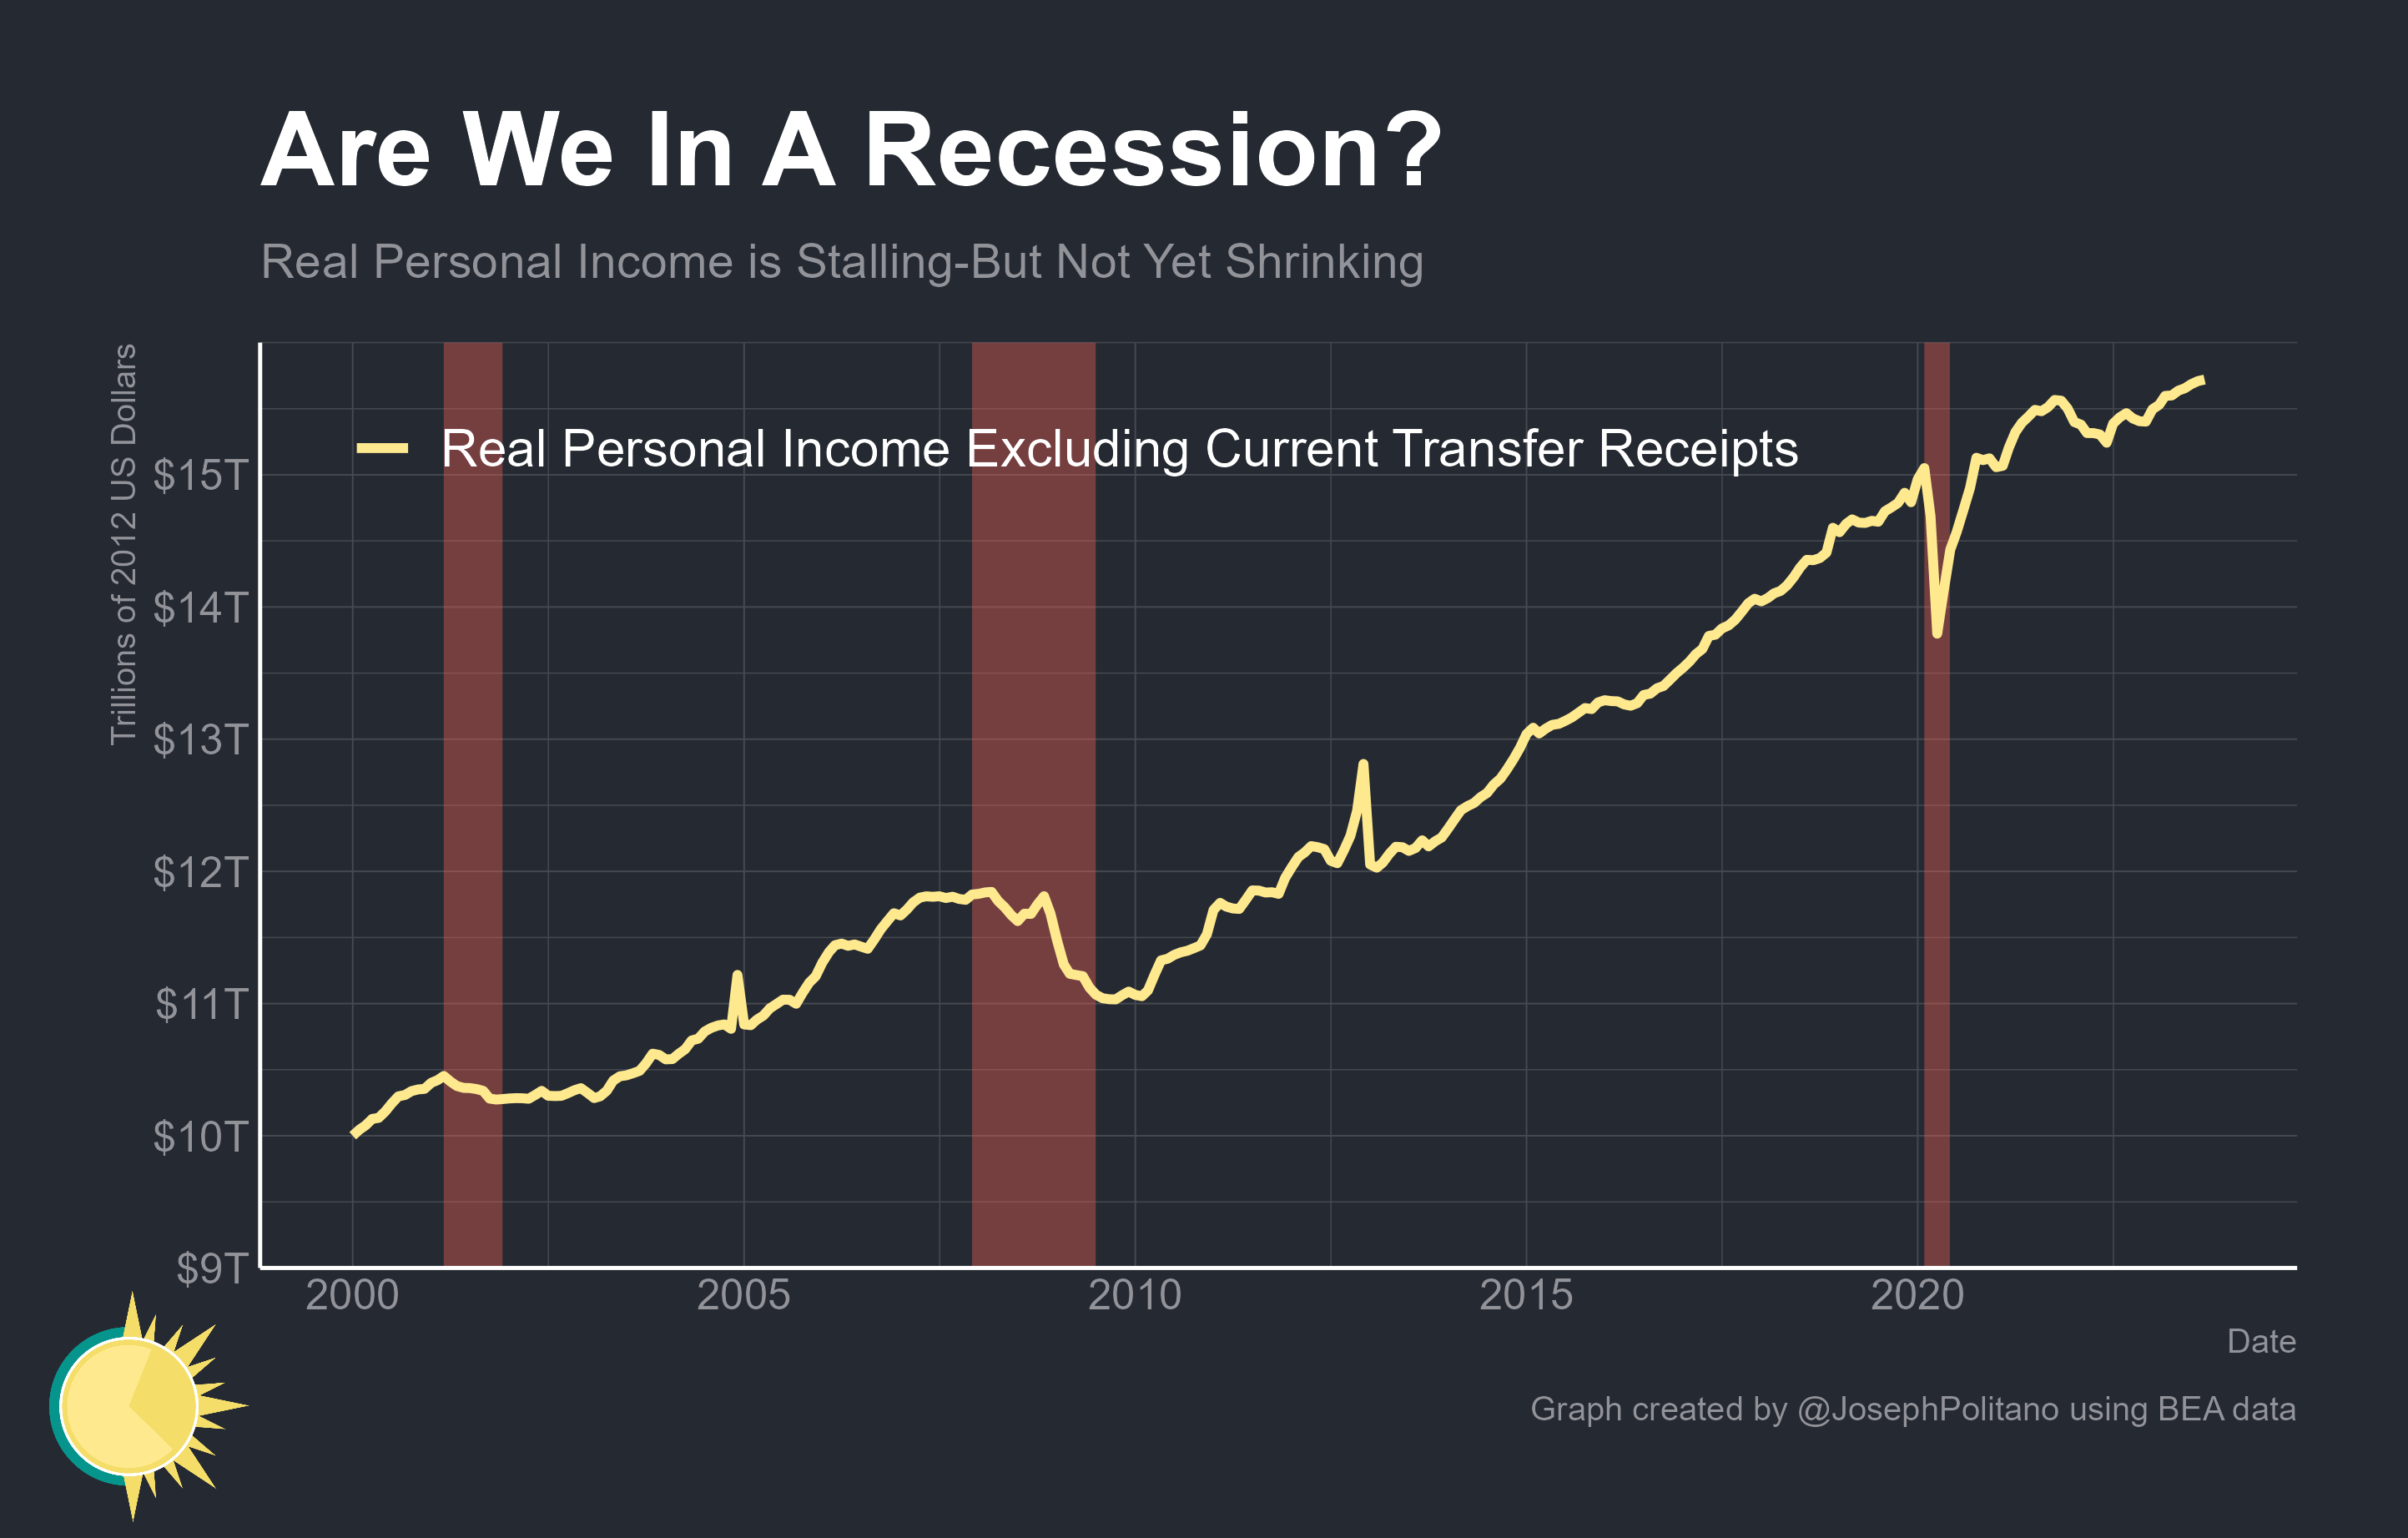 Are We In A Recession?
Real Personal Income is Stalling-But Not Yet Shrinking
Trillions of 2012 US Dollars
Real Personal Income Excluding Current Transfer Receipts
$15T
$14T
$13T
$12T
$11T
$10T
$9T
2000
2005
2010
2015
2020
Date
Graph created by @JosephPolitano using BEA data